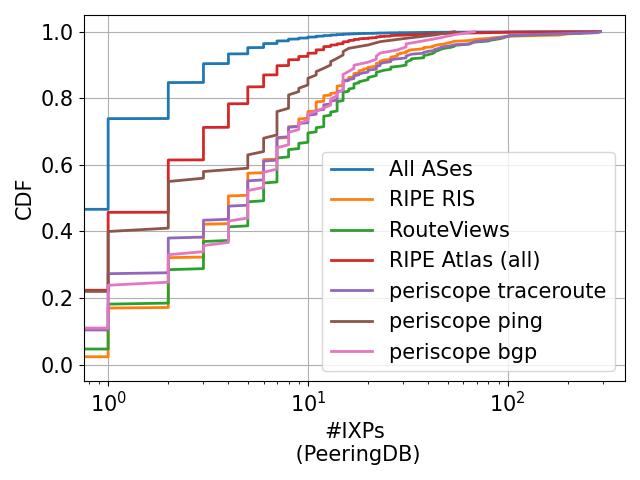 1.0
0.8
0.6
0.4
0.2
0.0
CDF
All ASes
RIPE RIS
RouteViews
RIPE Atlas (all)
periscope traceroute
periscope ping
periscope bgp
10⁰ 10¹ 10²
#IXPs
(PeeringDB)